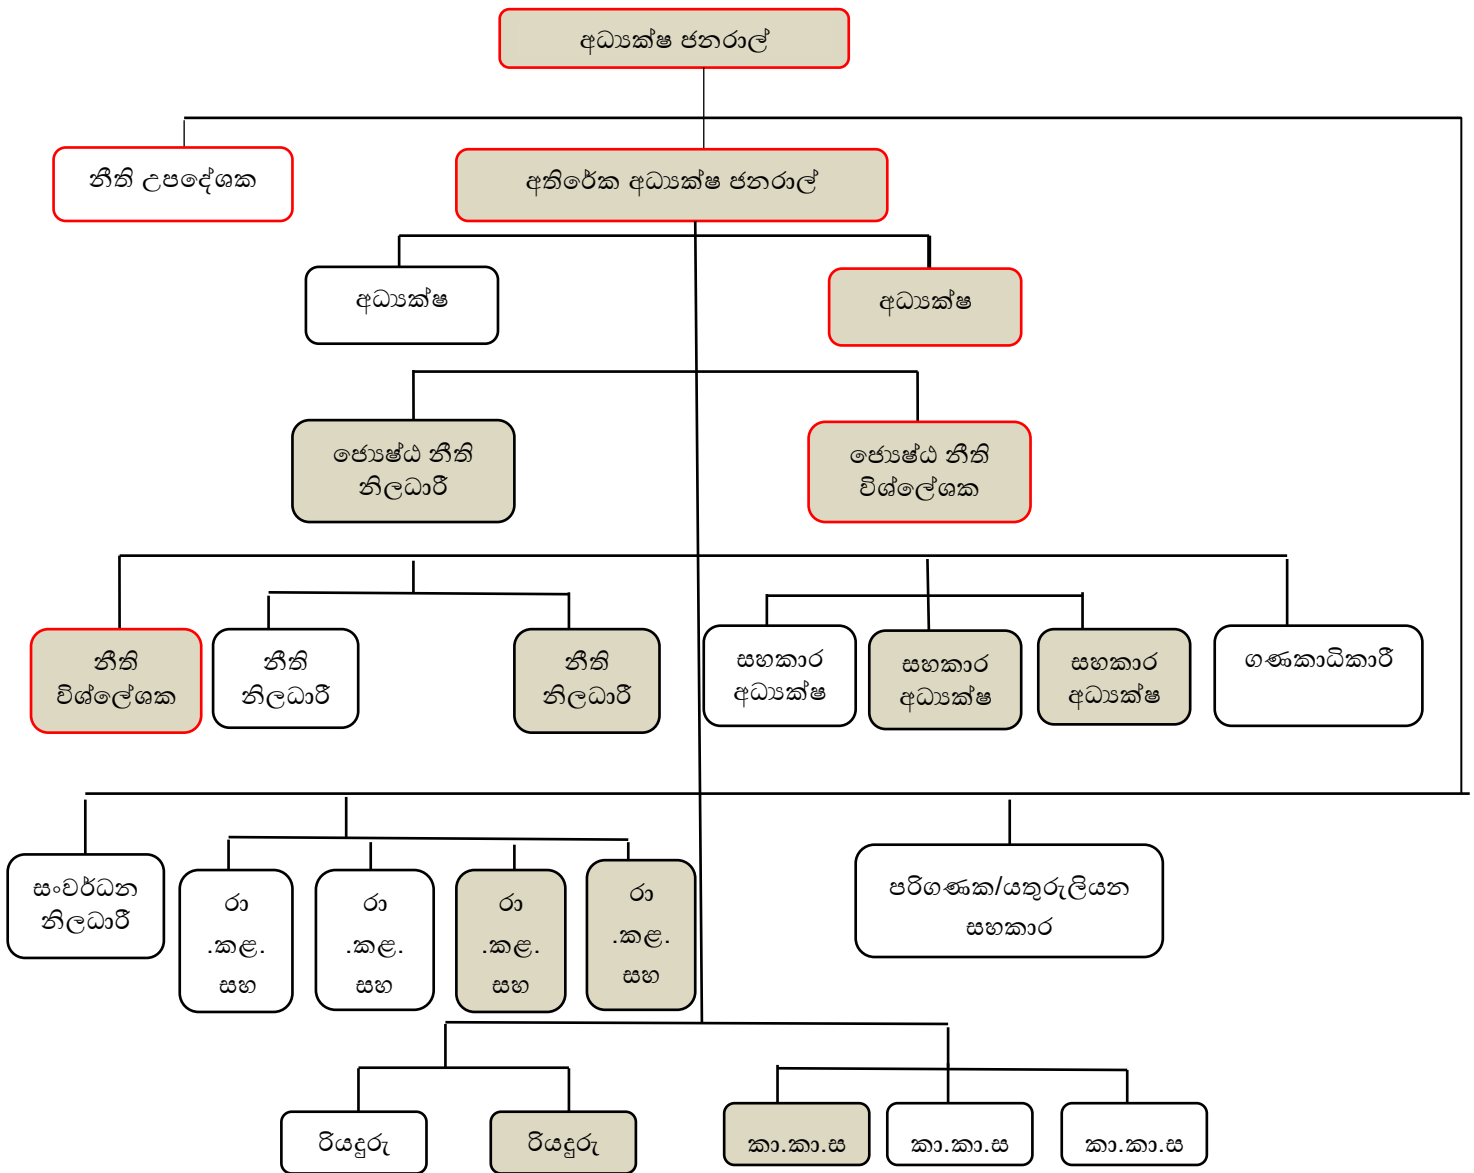 අධ්‍යක්ෂ ජනරාල්
නීති උපදේශක
අතිරේක අධ්‍යක්ෂ ජනරාල්
අධ්‍යක්ෂ
අධ්‍යක්ෂ
ජ්‍යෙෂ්ඨ නීති
නිලධාරී
ජ්‍යෙෂ්ඨ නීති
විශ්ලේශක
නීති
විශ්ලේශක
නීති
නිලධාරී
නීති
නිලධාරී
සහකාර
අධ්‍යක්ෂ
සහකාර
අධ්‍යක්ෂ
සහකාර
අධ්‍යක්ෂ
ගණකාධිකාරී
සංවර්ධන
නිලධාරී
රා
.කළ.
සහ
රා
.කළ.
සහ
රා
.කළ.
සහ
රා
.කළ.
සහ
පරිගණක/යතුරුලියන
සහකාර
රියදුරු
රියදුරු
කා.කා.ස
කා.කා.ස
කා.කා.ස